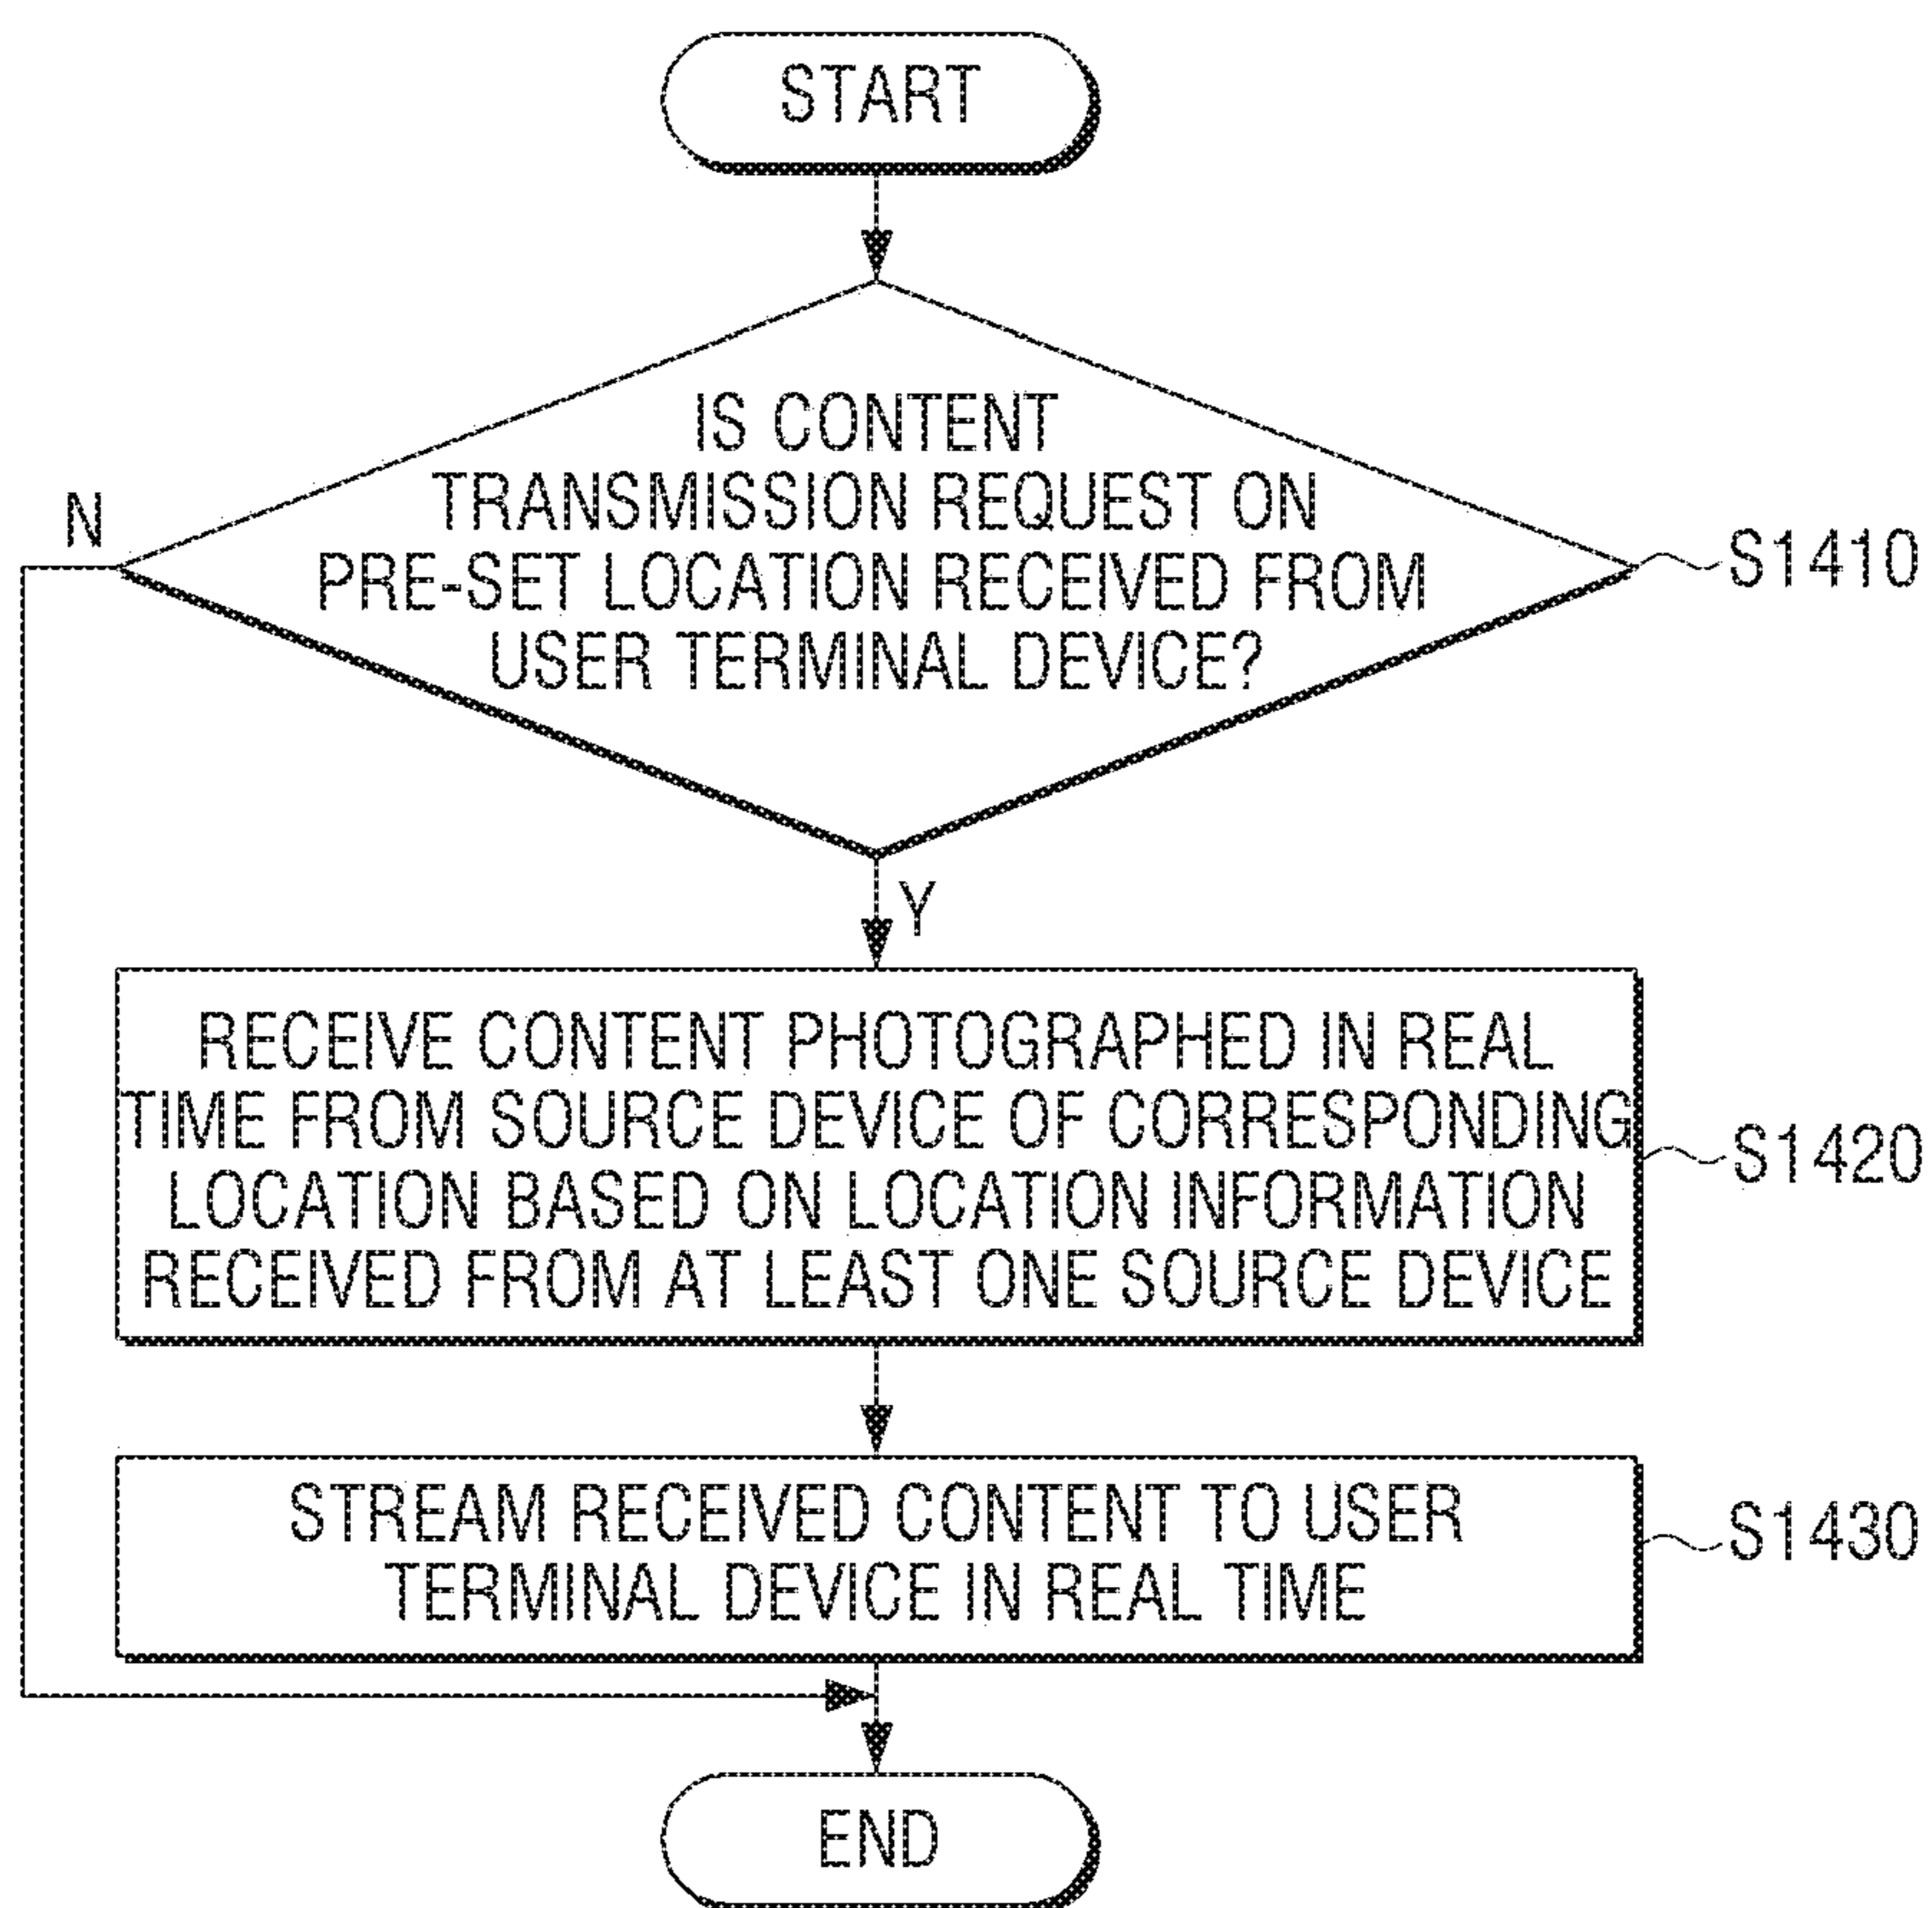 START
IS CONTENT
TRANSMISSION REQUEST ON
PRE-SET LOCATION RECEIVED FROM
USER TERMINAL DEVICE?
N
S1410
Y
RECEIVE CONTENT PHOTOGRAPHED IN REAL
TIME FROM SOURCE DEVICE OF CORRESPONDING
LOCATION BASED ON LOCATION INFORMATION
RECEIVED FROM AT LEAST ONE SOURCE DEVICE
S1420
STREAM RECEIVED CONTENT TO USER
TERMINAL DEVICE IN REAL TIME
S1430
END